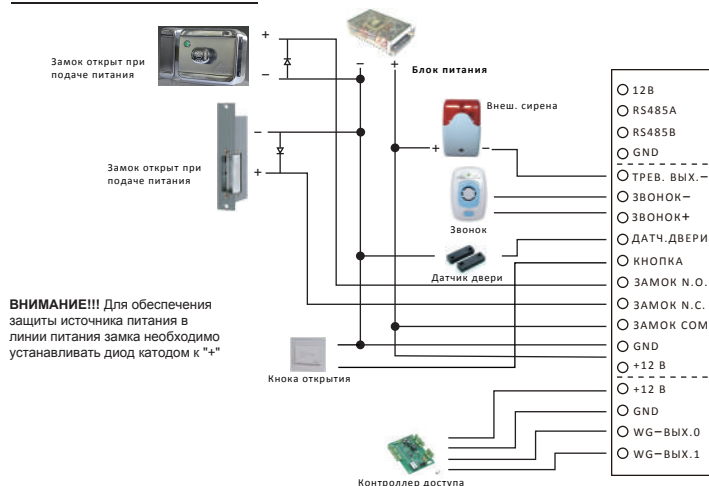 Замок открыт при
подаче питания
+
−
−
+
Блок питания
Внеш. сирена
+
−
Замок открыт при
подаче питания
−
+
Звонок
Датчик двери
ВНИМАНИЕ!!! Для обеспечения
защиты источника питания в
линии питания замка необходимо
устанавливать диод катодом к "+"
Кнока открытия
Контроллер доступа
12В
RS485A
RS485B
GND
ТРЕВ. ВЫХ.−
ЗВОНОК−
ЗВОНОК+
ДАТЧ.ДВЕРИ
КНОПКА
ЗАМОК N.O.
ЗАМОК N.C.
ЗАМОК COM
GND
+12 В
+12 В
GND
WG−ВЫХ.0
WG−ВЫХ.1